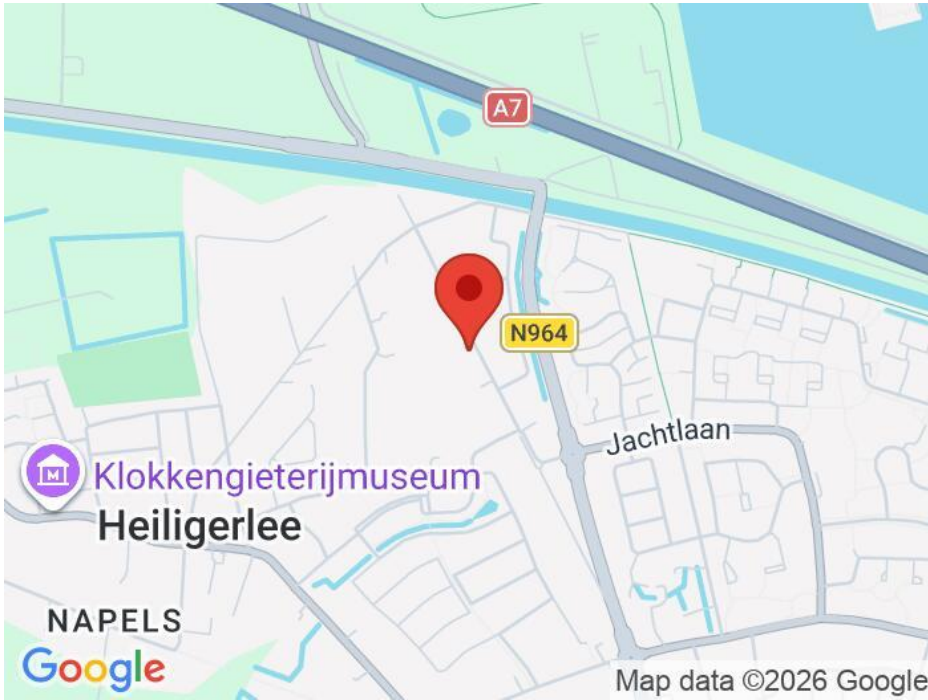 A7
N964
Jachtlaan
Klokkengieterijmuseum
Heiligerlee
NAPELS
Google
Map data ©2026 Google